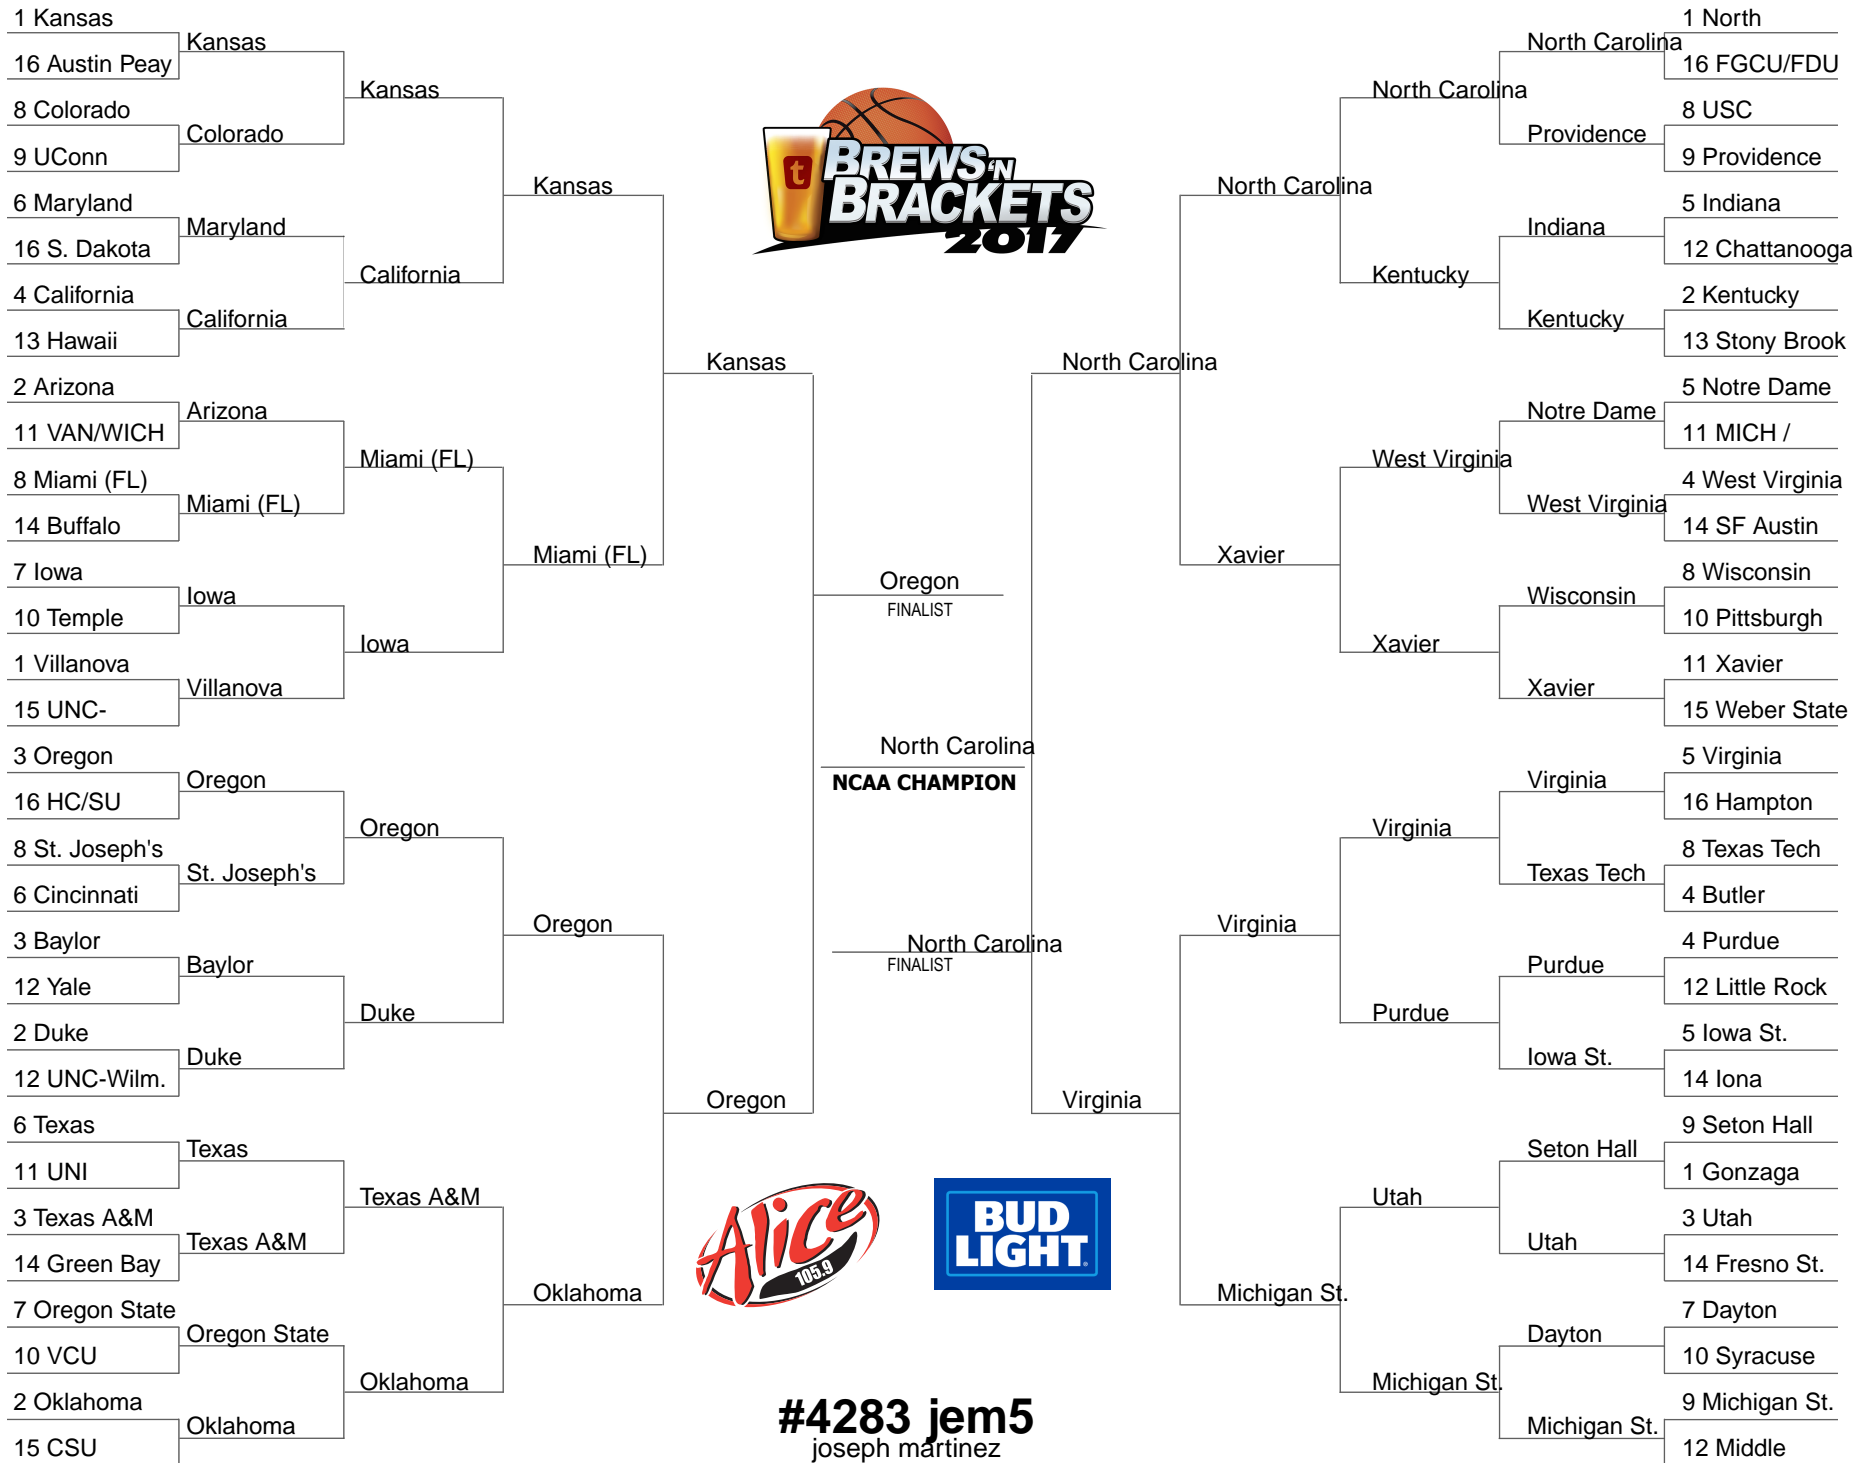 1 Kansas
16 Austin Peay
8 Colorado
9 UConn
6 Maryland
16 S. Dakota
4 California
13 Hawaii
2 Arizona
11 VAN/WICH
8 Miami (FL)
14 Buffalo
7 Iowa
10 Temple
1 Villanova
15 UNC-
3 Oregon
16 HC/SU
8 St. Joseph's
6 Cincinnati
3 Baylor
12 Yale
2 Duke
12 UNC-Wilm.
6 Texas
11 UNI
3 Texas A&M
14 Green Bay
7 Oregon State
10 VCU
2 Oklahoma
15 CSU
Kansas
Colorado
Maryland
California
Arizona
Miami (FL)
Iowa
Villanova
Oregon
St. Joseph's
Baylor
Duke
Texas
Texas A&M
Oregon State
Oklahoma
Kansas
California
Miami (FL)
Iowa
Oregon
Duke
Texas A&M
Oklahoma
Kansas
Miami (FL)
Oregon
Oklahoma
Kansas
Oregon
t
BREWS 'N
BRACKETS
2017
Oregon
FINALIST
North Carolina
NCAA CHAMPION
North Carolina
FINALIST
Alice
105.9
BUD
LIGHT
#4283 jem5
joseph martinez
North Carolina
Virginia
North Carolina
Xavier
Virginia
Michigan St.
North Carolina
Kentucky
West Virginia
Xavier
Virginia
Purdue
Utah
Michigan St.
North Carolina
Providence
Indiana
Kentucky
Notre Dame
West Virginia
Wisconsin
Xavier
Virginia
Texas Tech
Purdue
Iowa St.
Seton Hall
Utah
Dayton
Michigan St.
1 North
16 FGCU/FDU
8 USC
9 Providence
5 Indiana
12 Chattanooga
2 Kentucky
13 Stony Brook
5 Notre Dame
11 MICH /
4 West Virginia
14 SF Austin
8 Wisconsin
10 Pittsburgh
11 Xavier
15 Weber State
5 Virginia
16 Hampton
8 Texas Tech
4 Butler
4 Purdue
12 Little Rock
5 Iowa St.
14 Iona
9 Seton Hall
1 Gonzaga
3 Utah
14 Fresno St.
7 Dayton
10 Syracuse
9 Michigan St.
12 Middle